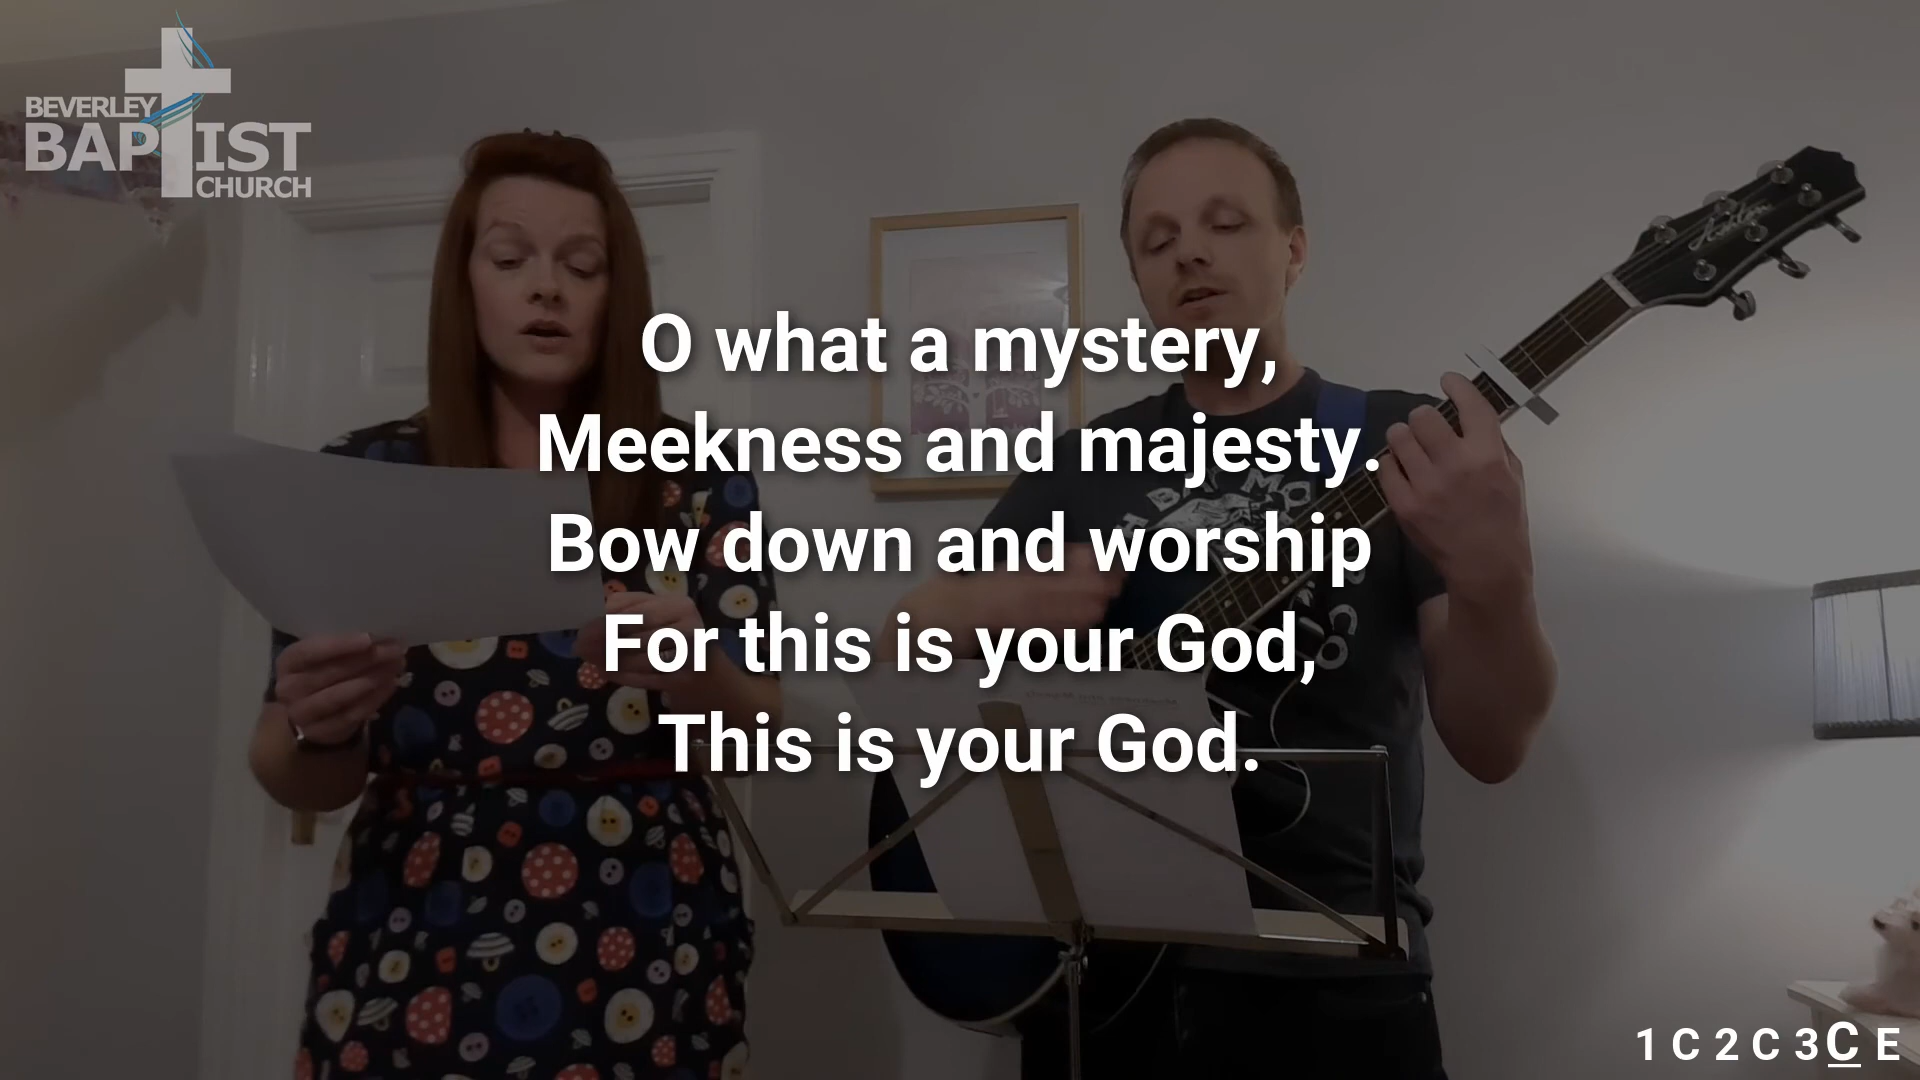 BEVERLEY
BAPTIST
CHURCH
O what a mystery,
Meekness and majesty.
Bow down and worship
For this is your God,
This is your God.
1 C 2 C 3 C E